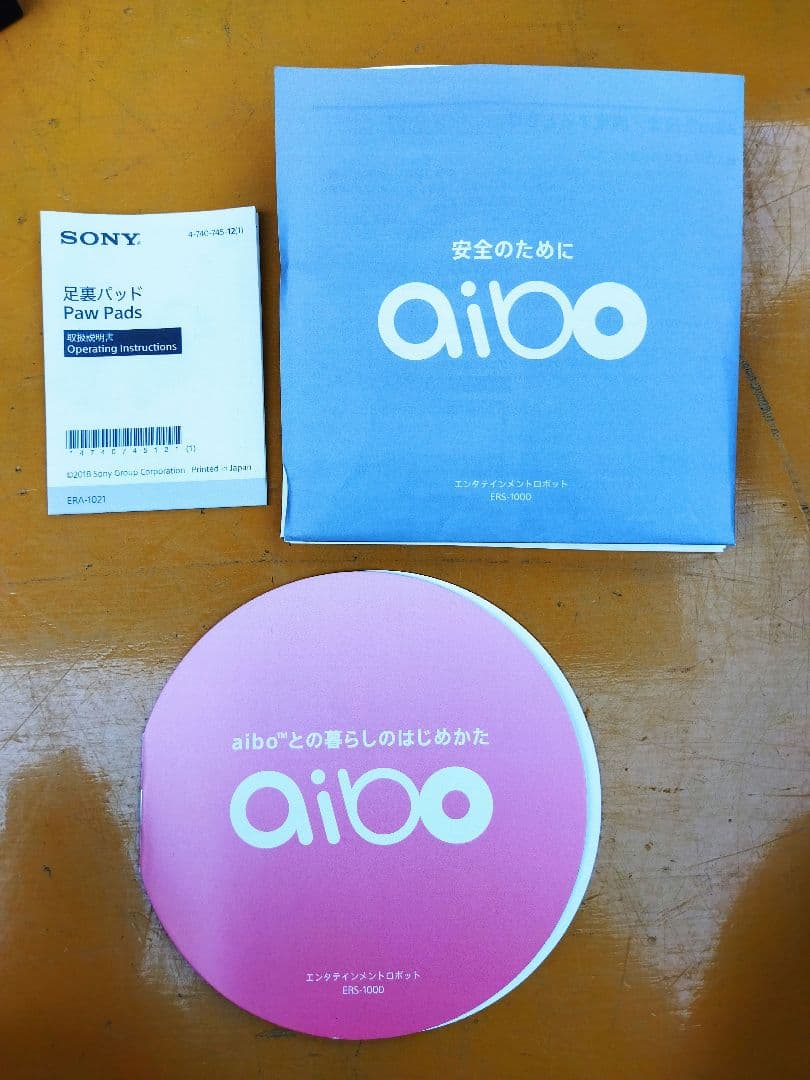 SONY
4-740-745-12(1)
足裏パッド
Paw Pads
取扱説明書
Operating Instructions
*474074512*(1)
©2018 Sony Group Corporation Printed in Japan
ERA-1021
安全のために
aibo
エンタテインメントロボット
ERS-1000
aibo™との暮らしのはじめかた
aibo
エンタテインメントロボット
ERS-1000